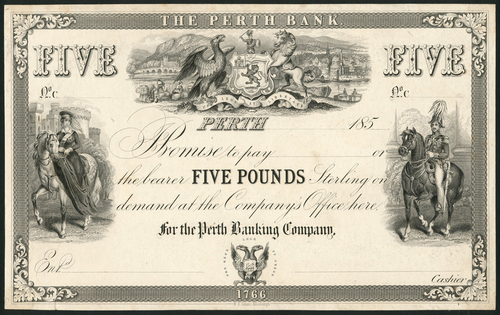 THE PERTH BANK
FIVE FIVE
No. No.
PERTH 185
Promise to pay or
the bearer FIVE POUNDS Sterling on
demand at the Company's Office, here
For the Perth Banking Company,
Ent.
Cashier
1766